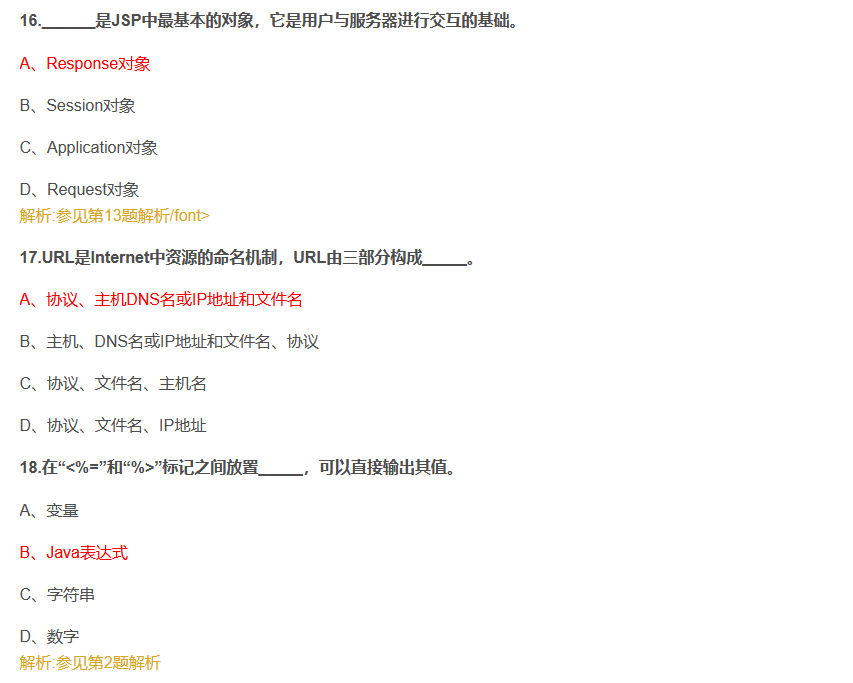 16.______是JSP中最基本的对象，它是用户与服务器进行交互的基础。
A、Response对象
B、Session对象
C、Application对象
D、Request对象
解析:参见第13题解析/font>
17.URL是Internet中资源的命名机制，URL由三部分构成_____。
A、协议、主机DNS名或IP地址和文件名
B、主机、DNS名或IP地址和文件名、协议
C、协议、文件名、主机名
D、协议、文件名、IP地址
18.在“<%=”和“%>”标记之间放置_____，可以直接输出其值。
A、变量
B、Java表达式
C、字符串
D、数字
解析:参见第2题解析